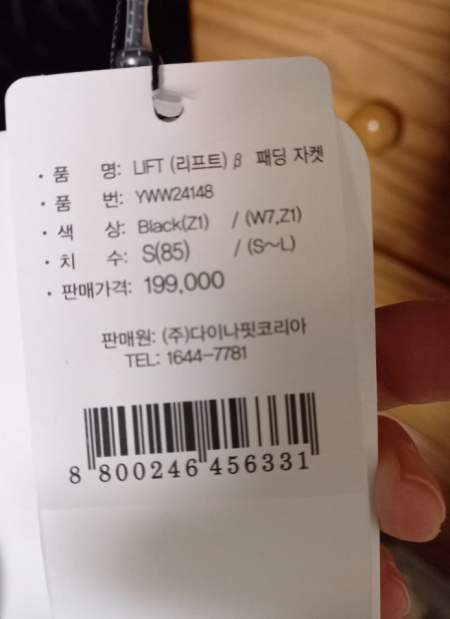 · 품 명: LIFT (리프트) β 패딩 자켓
· 품 번: YWW24148
· 색 상: Black(Z1) / (W7,Z1)
· 치 수: S(85) / (S~L)
· 판매가격: 199,000
판매원: (주)다이나핏코리아
TEL: 1644-7781
8 800246 456331